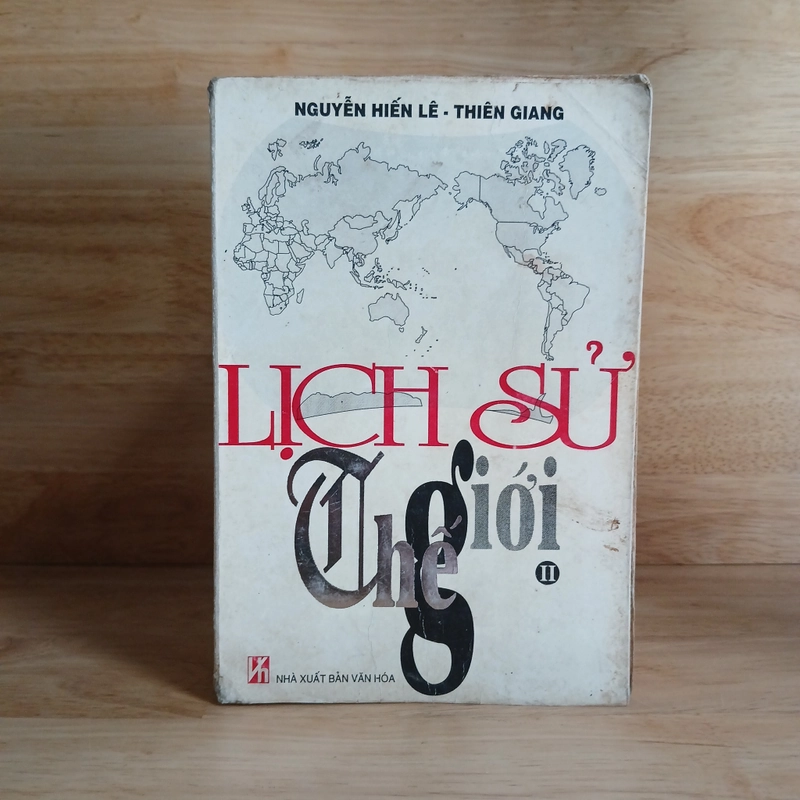 NGUYỄN HIẾN LÊ - THIÊN GIANG
LỊCH SỬ
Thế giới
II
NHÀ XUẤT BẢN VĂN HÓA